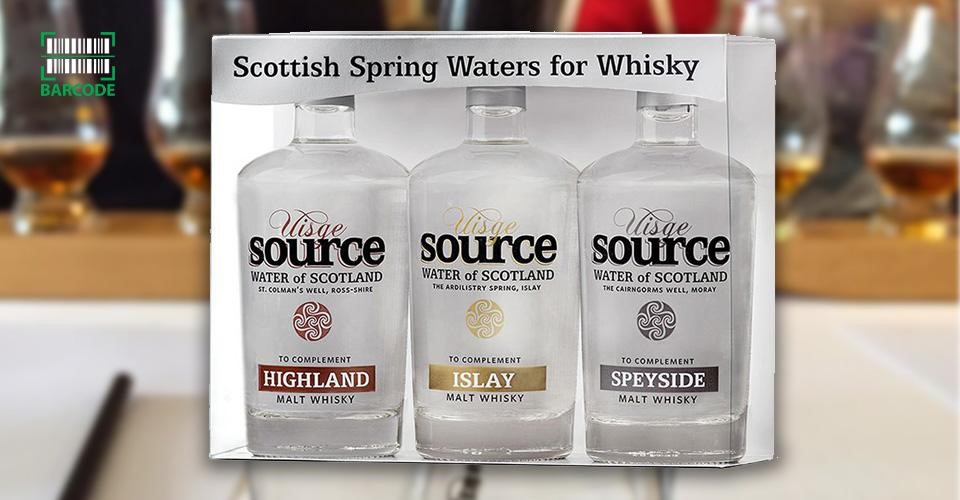 BARCODE
Scottish Spring Waters for Whisky
Uisge
source
WATER of SCOTLAND
ST. COLMAN'S WELL, ROSS-SHIRE
TO COMPLEMENT
HIGHLAND
MALT WHISKY
Uisge
source
WATER of SCOTLAND
THE ARDILISTRY SPRING, ISLAY
TO COMPLEMENT
ISLAY
MALT WHISKY
Uisge
source
WATER of SCOTLAND
THE CAIRNGORMS WELL, MORAY
TO COMPLEMENT
SPEYSIDE
MALT WHISKY